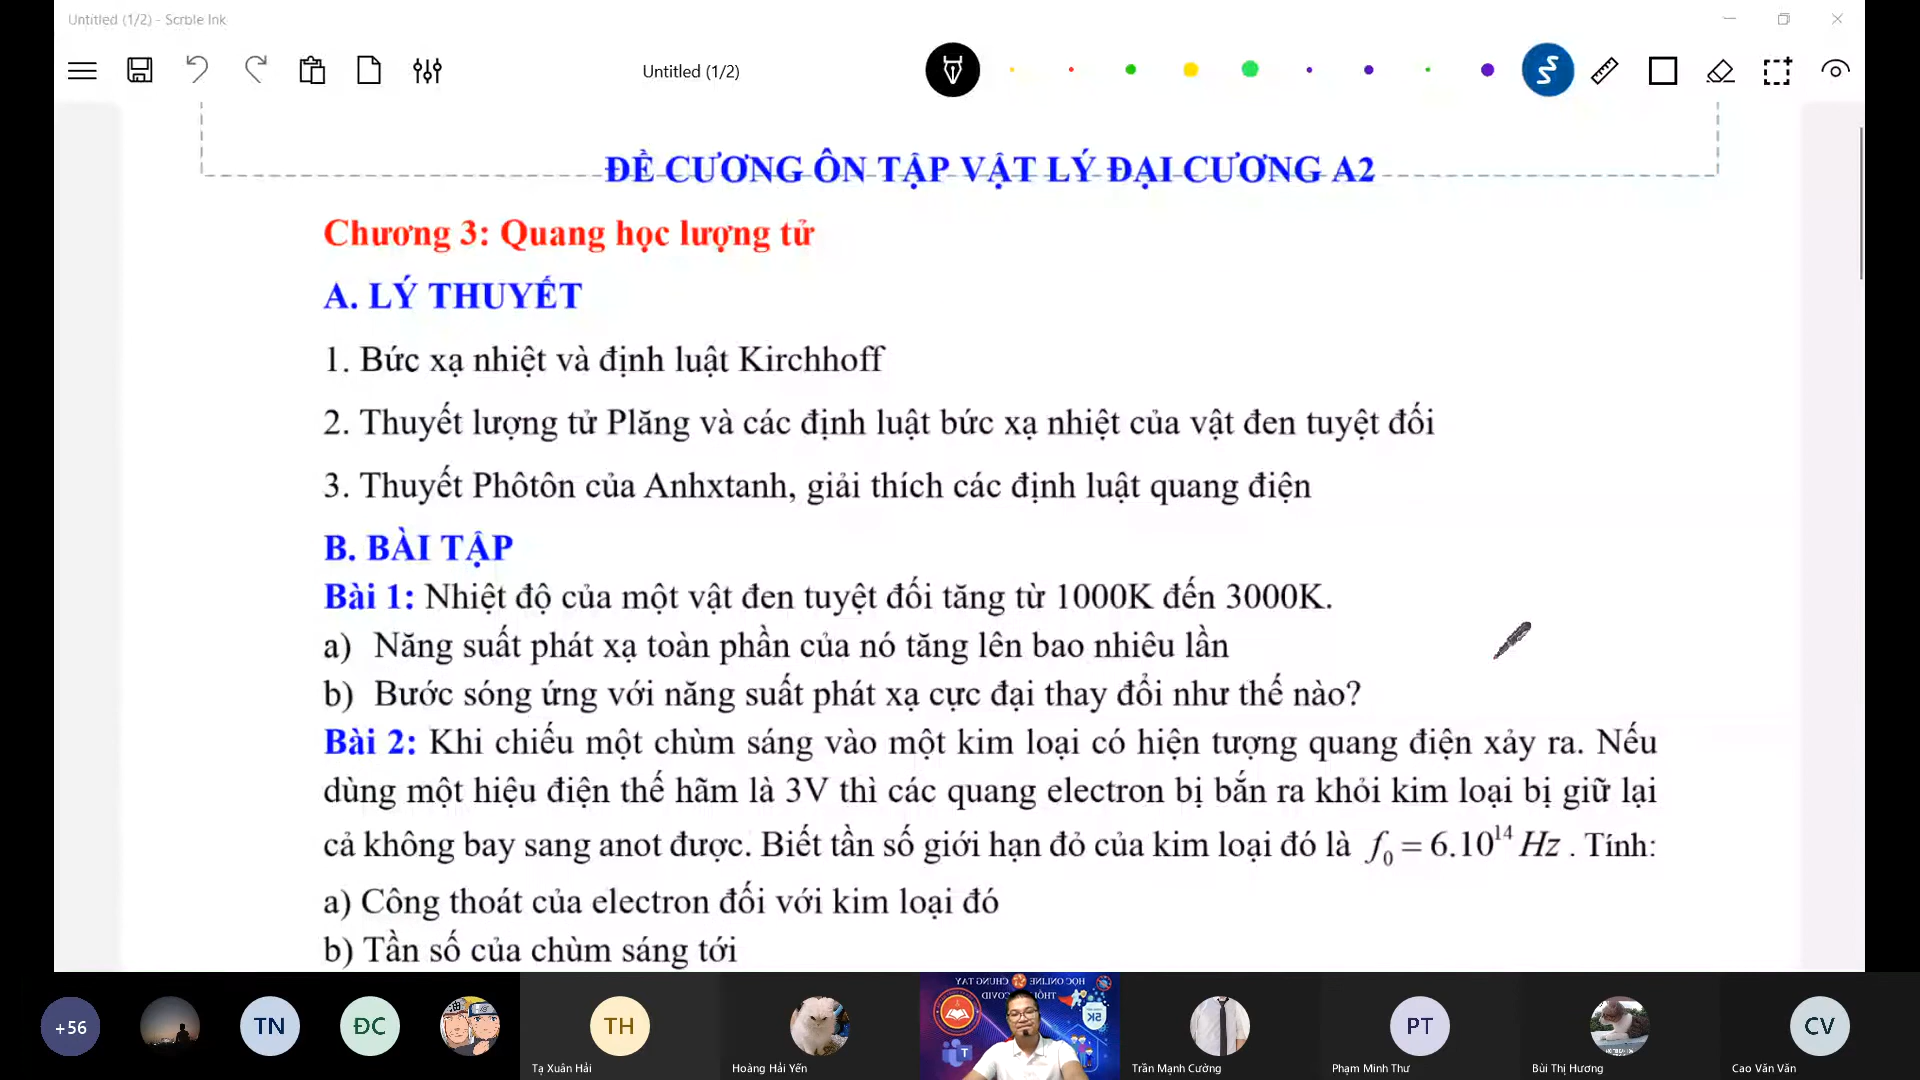 Untitled (1/2) - Scrble Ink
Untitled (1/2)
ĐỀ CƯƠNG ÔN TẬP VẬT LÝ ĐẠI CƯƠNG A2
Chương 3: Quang học lượng tử
A. LÝ THUYẾT
1. Bức xạ nhiệt và định luật Kirchhoff
2. Thuyết lượng tử Plăng và các định luật bức xạ nhiệt của vật đen tuyệt đối
3. Thuyết Phôtôn của Anhxtanh, giải thích các định luật quang điện
B. BÀI TẬP
Bài 1: Nhiệt độ của một vật đen tuyệt đối tăng từ 1000K đến 3000K.
a) Năng suất phát xạ toàn phần của nó tăng lên bao nhiêu lần
b) Bước sóng ứng với năng suất phát xạ cực đại thay đổi như thế nào?
Bài 2: Khi chiếu một chùm sáng vào một kim loại có hiện tượng quang điện xảy ra. Nếu
dùng một hiệu điện thế hãm là 3V thì các quang electron bị bắn ra khỏi kim loại bị giữ lại
cả không bay sang anot được. Biết tần số giới hạn đỏ của kim loại đó là f₀ = 6.10¹⁴ Hz . Tính:
a) Công thoát của electron đối với kim loại đó
b) Tần số của chùm sáng tới
+56
TN
ĐC
TH
PT
CV
HỌC ONLINE
CHUNG TAY
COVID
5K
T
Tạ Xuân Hải
Hoàng Hải Yến
Trần Mạnh Cường
Phạm Minh Thư
Bùi Thị Hương
Cao Văn Văn